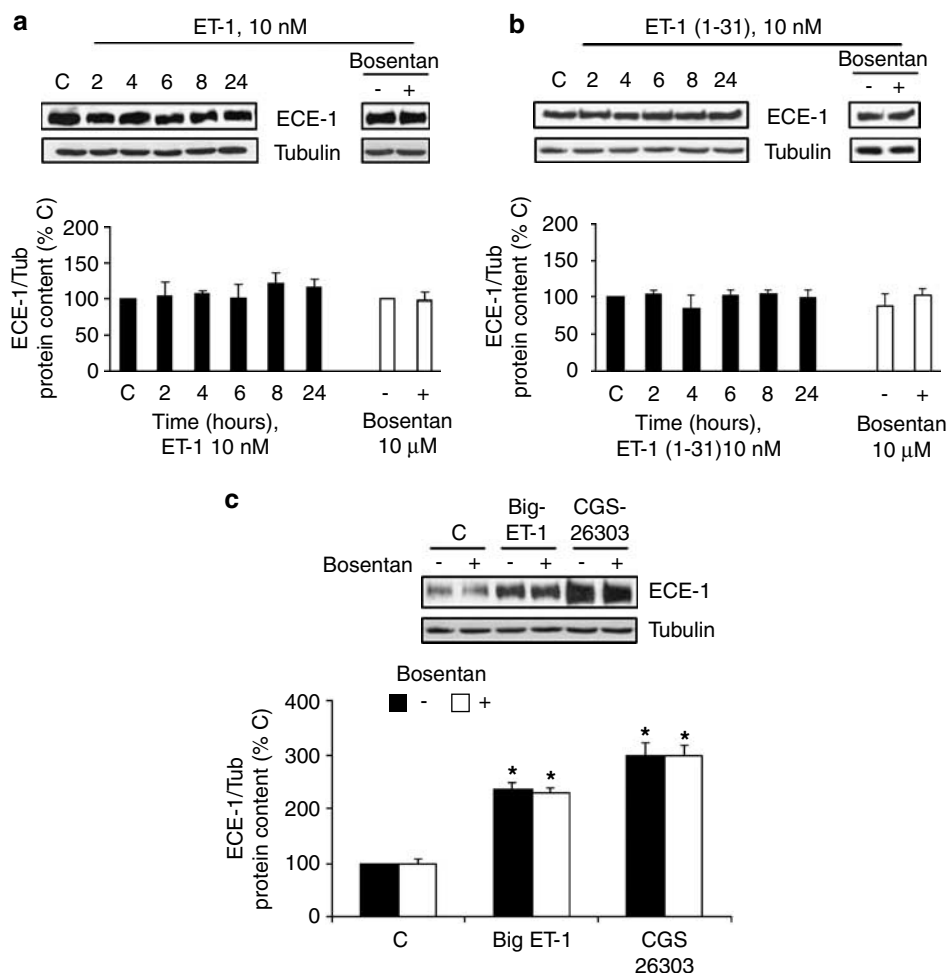 a
ET-1, 10 nM
Bosentan
C 2 4 6 8 24 - +
ECE-1
Tubulin
ECE-1/Tub
protein content (% C)
200
150
100
50
0
C 2 4 6 8 24 - +
Time (hours),
ET-1 10 nM
Bosentan
10 µM
b
ET-1 (1-31), 10 nM
Bosentan
C 2 4 6 8 24 - +
ECE-1
Tubulin
ECE-1/Tub
protein content (% C)
200
150
100
50
0
C 2 4 6 8 24 - +
Time (hours),
ET-1 (1-31)10 nM
Bosentan
10 µM
c
C
Big-
ET-1
CGS-
26303
Bosentan - + - + - +
ECE-1
Tubulin
Bosentan
- +
ECE-1/Tub
protein content (% C)
400
300
200
100
0
* * * *
C Big ET-1 CGS
26303